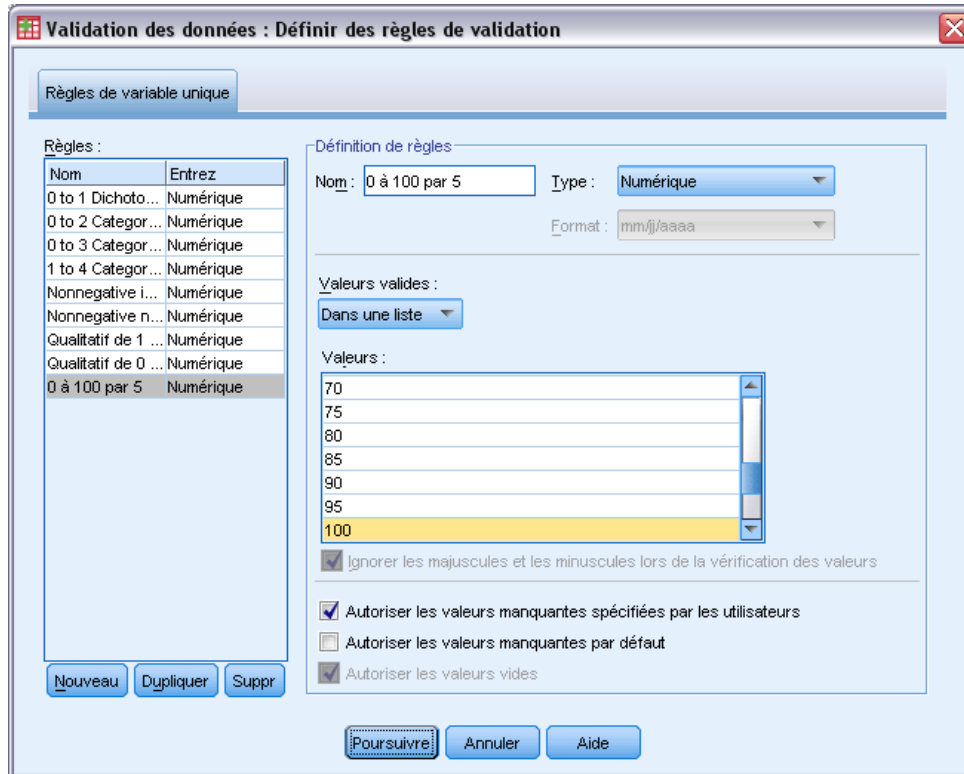 Validation des données : Définir des règles de validation
Règles de variable unique
Règles :
Nom Entrez
0 to 1 Dichoto... Numérique
0 to 2 Categor... Numérique
0 to 3 Categor... Numérique
1 to 4 Categor... Numérique
Nonnegative i... Numérique
Nonnegative n... Numérique
Qualitatif de 1 ... Numérique
Qualitatif de 0 ... Numérique
0 à 100 par 5 Numérique
Nouveau Dupliquer Suppr
Définition de règles
Nom : 0 à 100 par 5 Type : Numérique
Format : mm/jj/aaaa
Valeurs valides :
Dans une liste
Valeurs :
70
75
80
85
90
95
100
Ignorer les majuscules et les minuscules lors de la vérification des valeurs
Autoriser les valeurs manquantes spécifiées par les utilisateurs
Autoriser les valeurs manquantes par défaut
Autoriser les valeurs vides
Poursuivre Annuler Aide